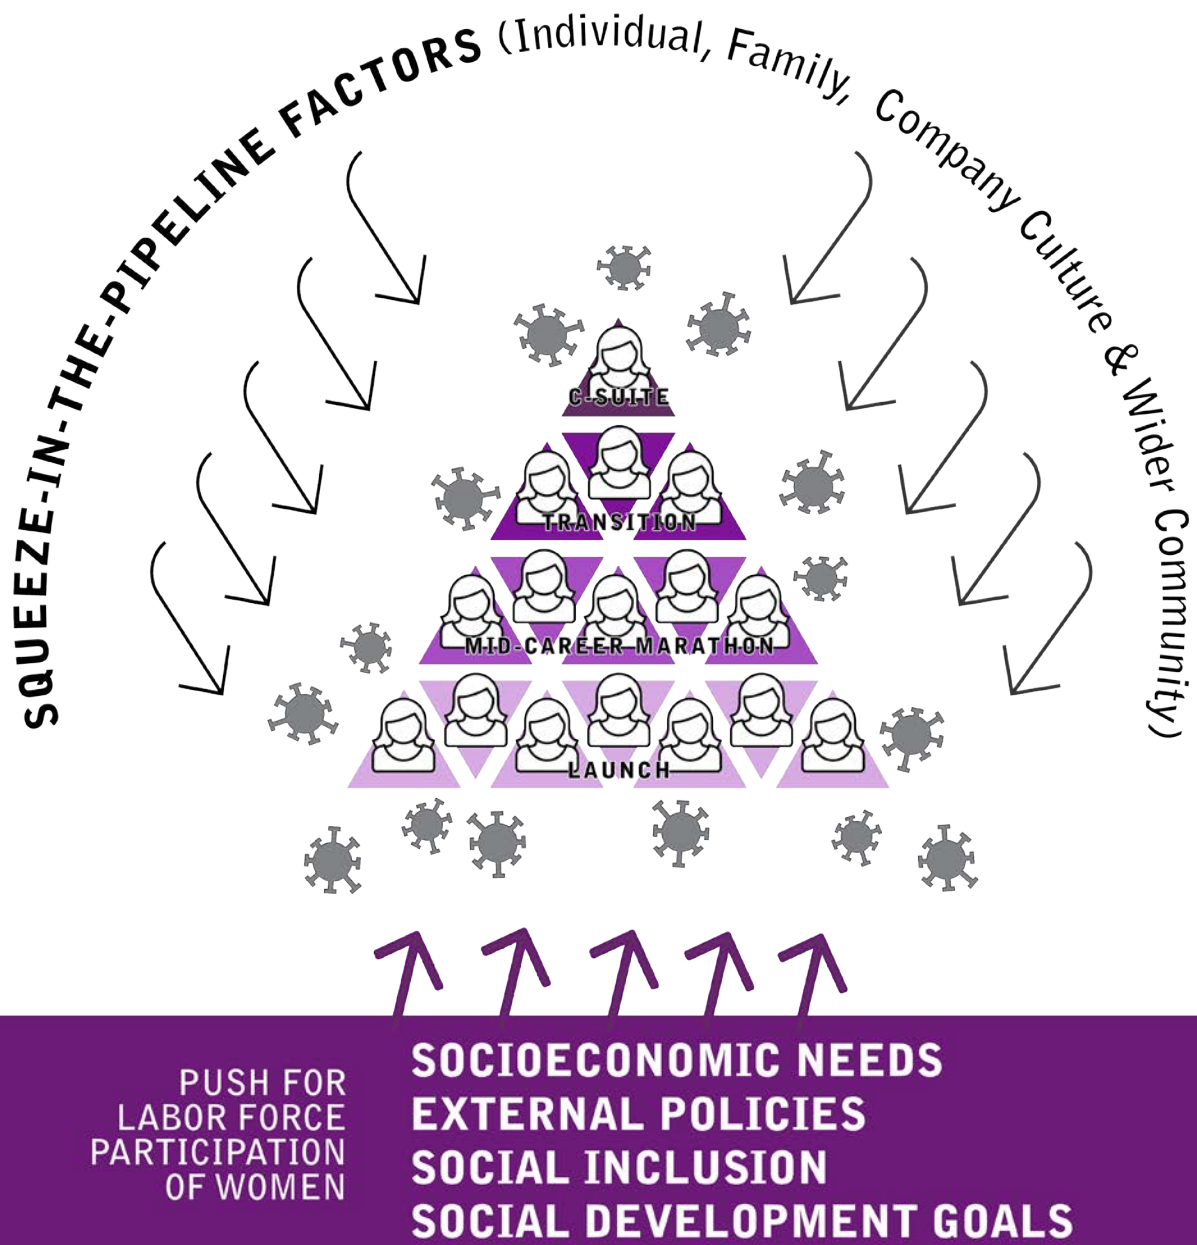 SQUEEZE-IN-THE-PIPELINE FACTORS (Individual, Family, Company Culture & Wider Community)
C-SUITE
TRANSITION
MID-CAREER MARATHON
LAUNCH
PUSH FOR
LABOR FORCE
PARTICIPATION
OF WOMEN
SOCIOECONOMIC NEEDS
EXTERNAL POLICIES
SOCIAL INCLUSION
SOCIAL DEVELOPMENT GOALS